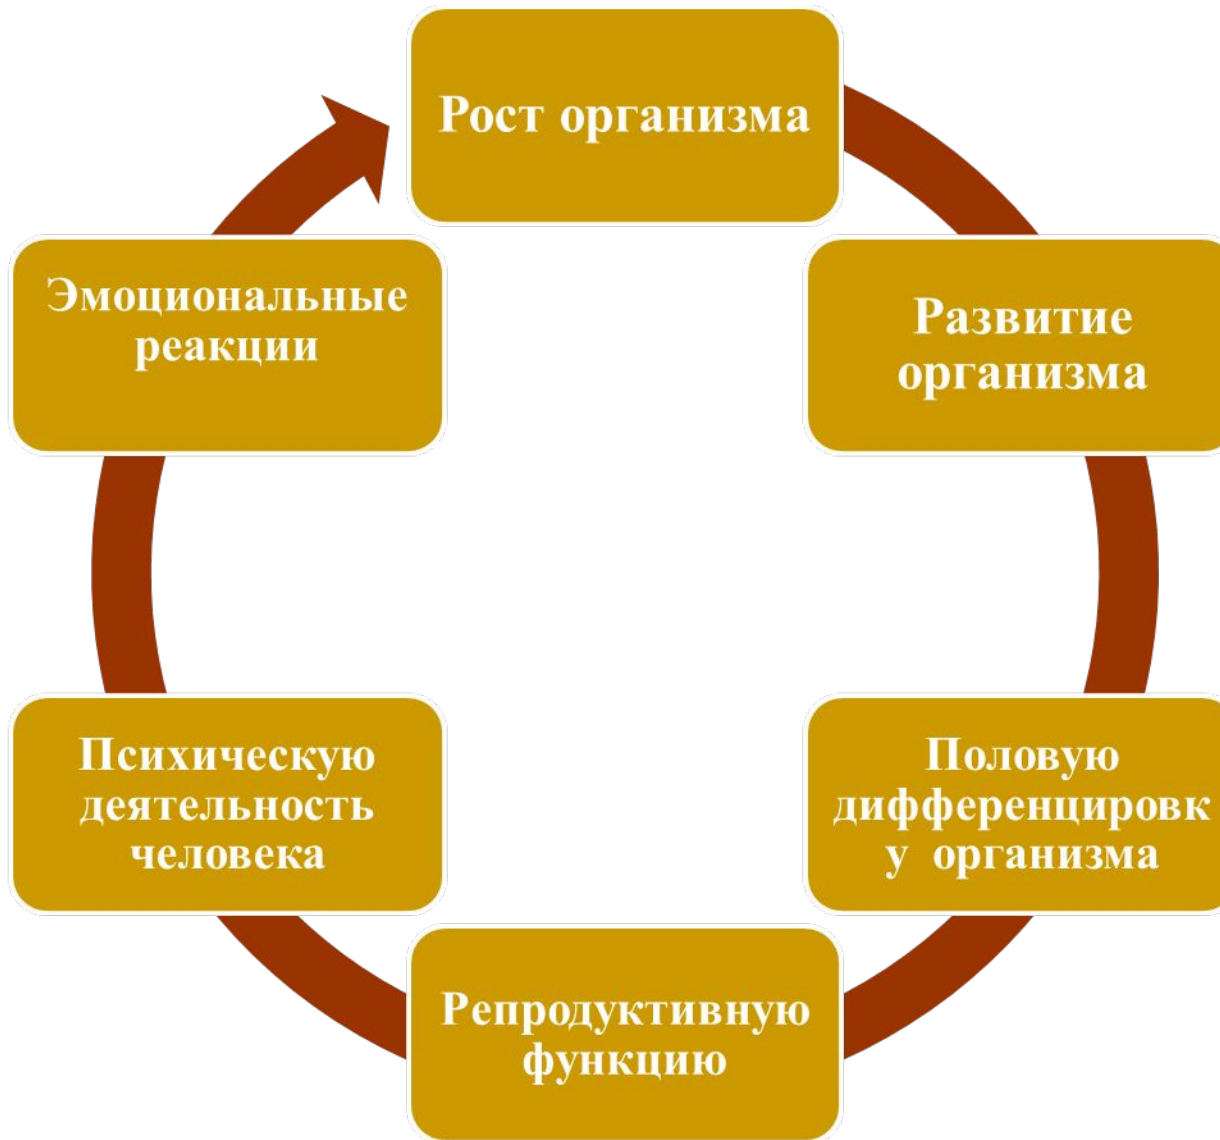 Рост организма
Развитие
организма
Половую
дифференцировк
у организма
Репродуктивную
функцию
Психическую
деятельность
человека
Эмоциональные
реакции